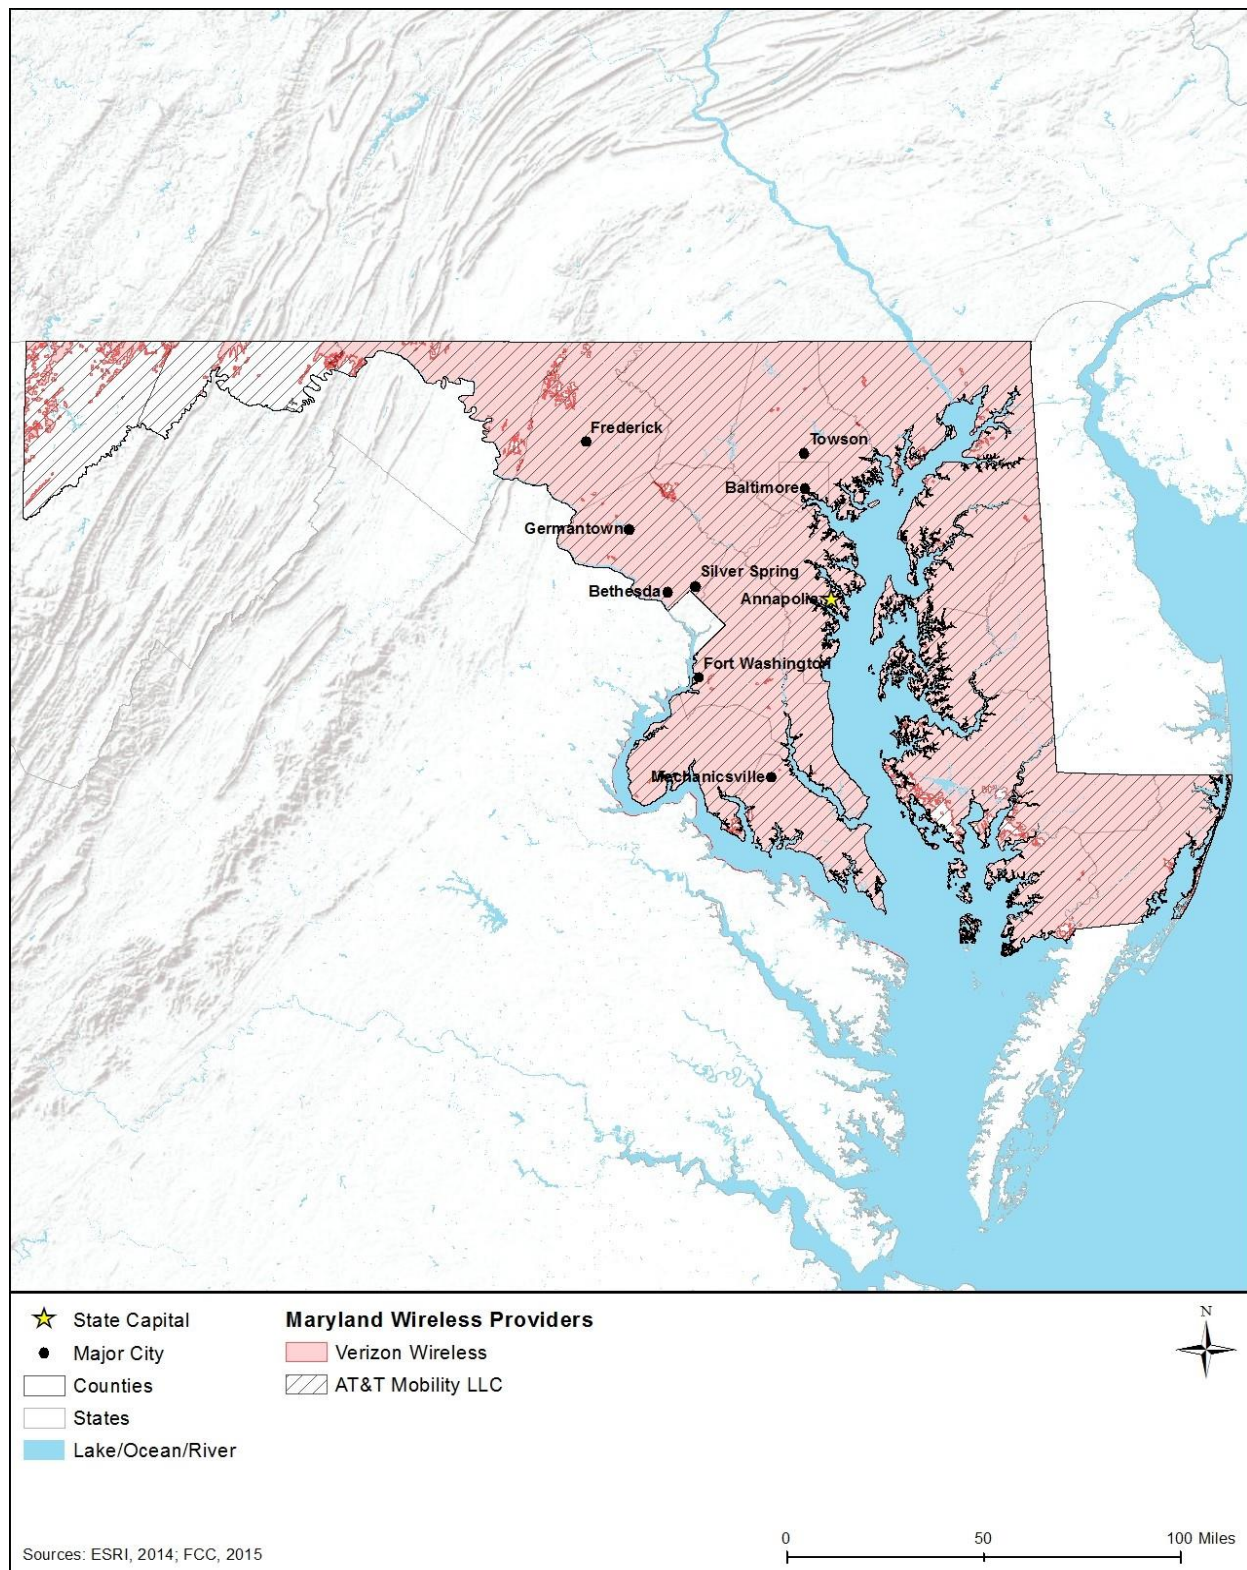 Frederick
Towson
Baltimore
Germantown
Silver Spring
Bethesda
Annapolis
Fort Washington
Mechanicsville
State Capital
Major City
Counties
States
Lake/Ocean/River
Maryland Wireless Providers
Verizon Wireless
AT&T Mobility LLC
N
Sources: ESRI, 2014; FCC, 2015
0 50 100 Miles